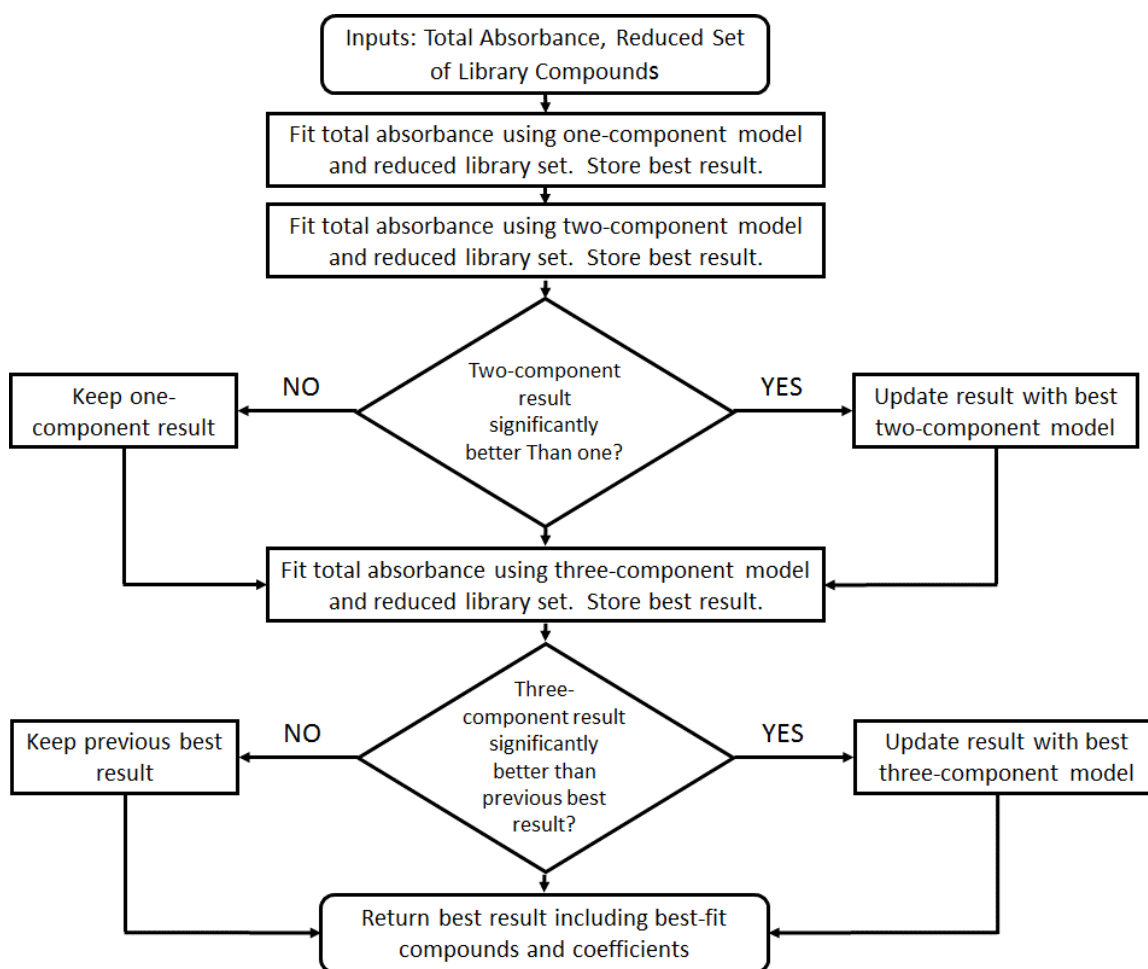 Inputs: Total Absorbance, Reduced Set
of Library Compounds
Fit total absorbance using one-component model
and reduced library set. Store best result.
Fit total absorbance using two-component model
and reduced library set. Store best result.
Two-component
result
significantly
better Than one?
NO
YES
Keep one-
component result
Update result with best
two-component model
Fit total absorbance using three-component model
and reduced library set. Store best result.
Three-
component result
significantly
better than
previous best
result?
NO
YES
Keep previous best
result
Update result with best
three-component model
Return best result including best-fit
compounds and coefficients